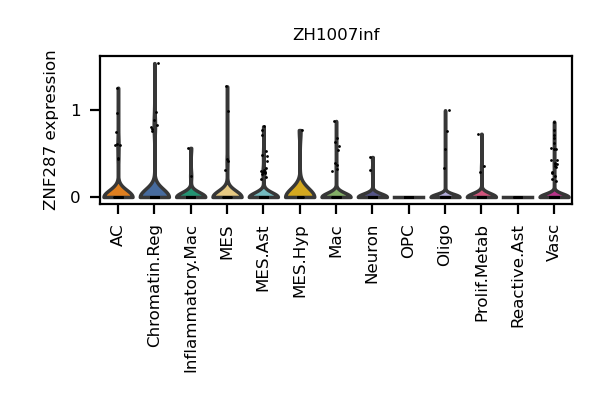 ZH1007inf
ZNF287 expression
1
0
AC
Chromatin.Reg
Inflammatory.Mac
MES
MES.Ast
MES.Hyp
Mac
Neuron
OPC
Oligo
Prolif.Metab
Reactive.Ast
Vasc